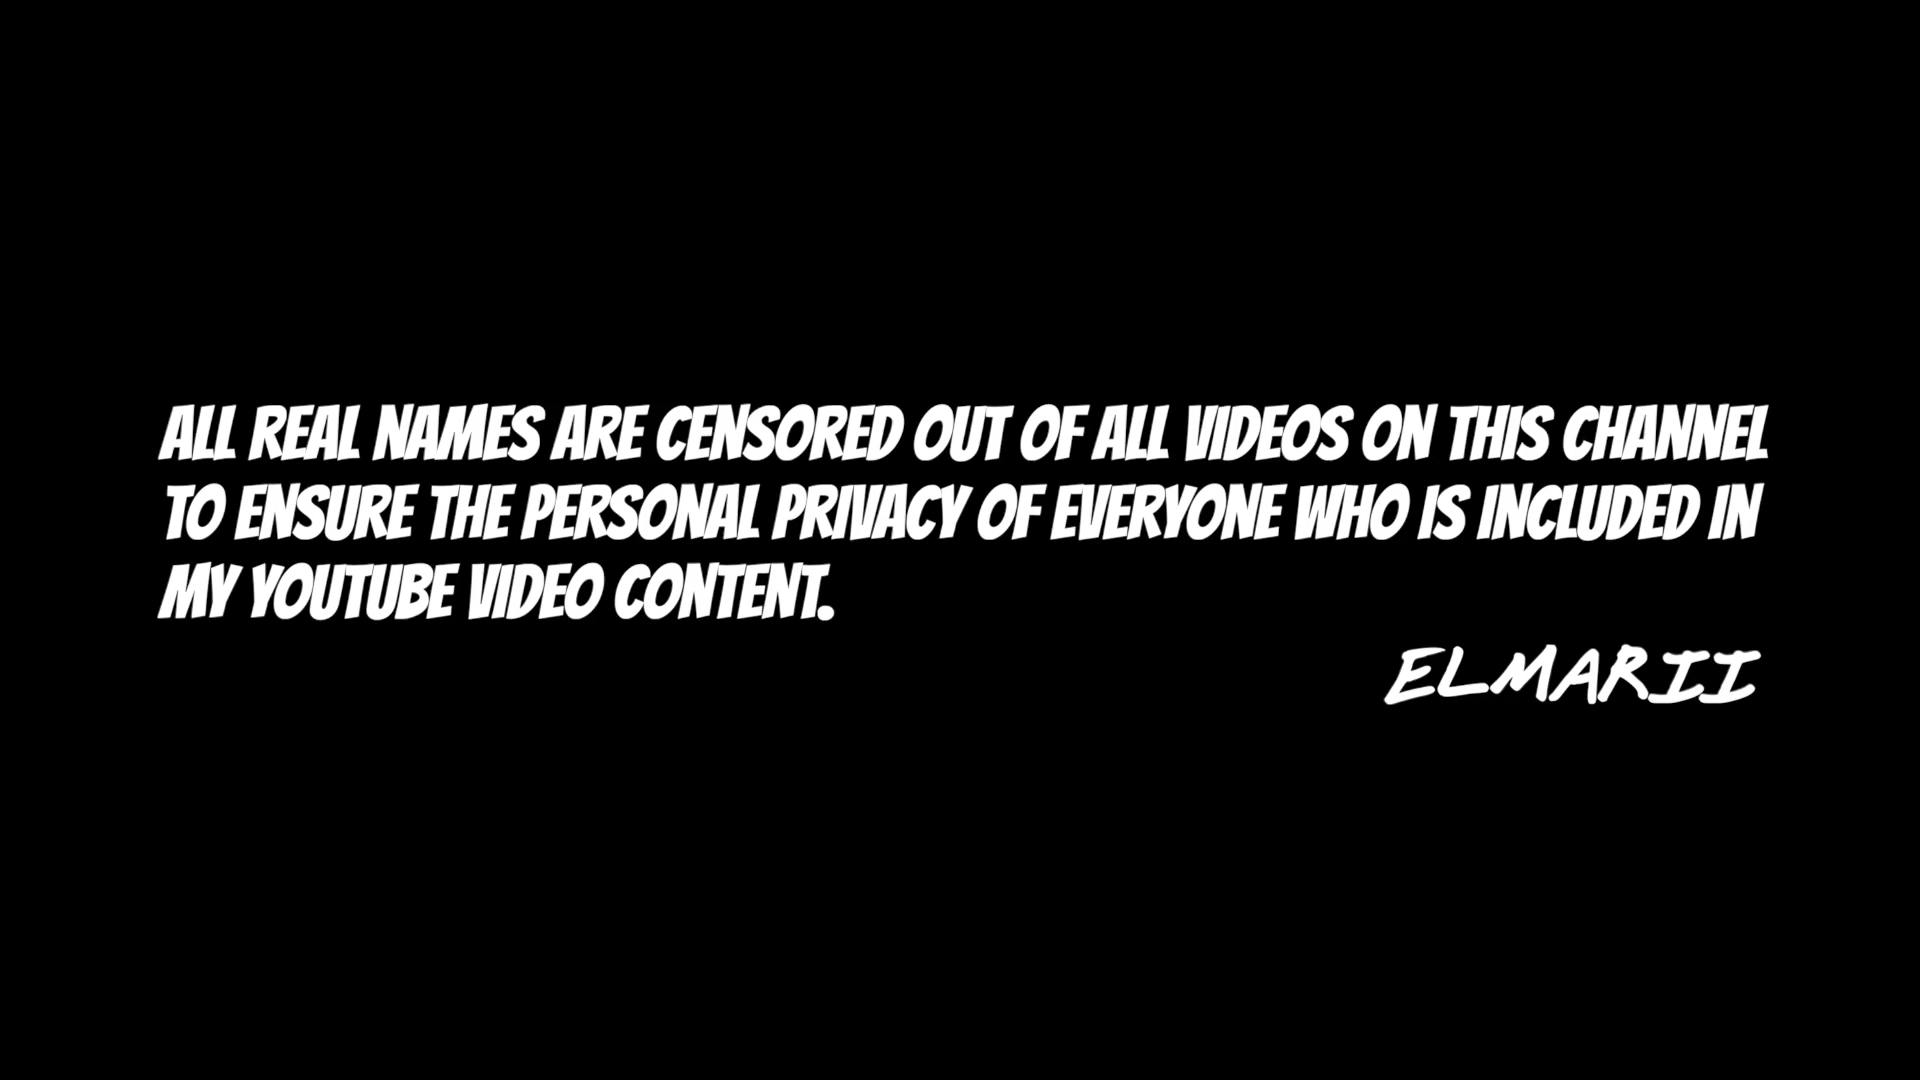 ALL REAL NAMES ARE CENSORED OUT OF ALL VIDEOS ON THIS CHANNEL
TO ENSURE THE PERSONAL PRIVACY OF EVERYONE WHO IS INCLUDED IN
MY YOUTUBE VIDEO CONTENT.
ELMARII